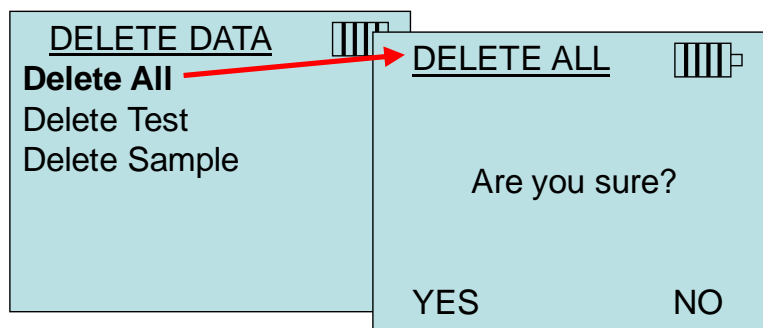 DELETE DATA
Delete All
Delete Test
Delete Sample
DELETE ALL
Are you sure?
YES NO